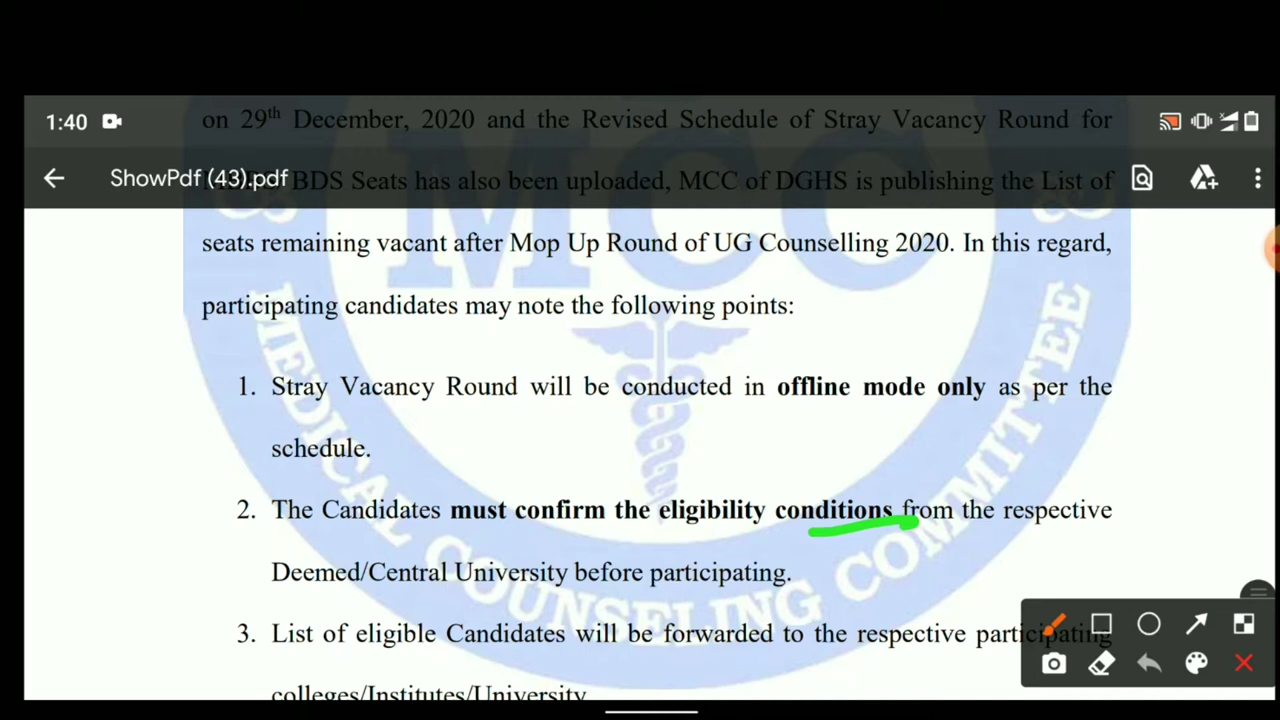 on 29th December, 2020 and the Revised Schedule of Stray Vacancy Round for
1:40
ShowPdf (43).pdf
BDS Seats has also been uploaded, MCC of DGHS is publishing the List of
seats remaining vacant after Mop Up Round of UG Counselling 2020. In this regard,
participating candidates may note the following points:
1. Stray Vacancy Round will be conducted in offline mode only as per the
schedule.
2. The Candidates must confirm the eligibility conditions from the respective
Deemed/Central University before participating.
3. List of eligible Candidates will be forwarded to the respective participating
colleges/Institutes/University
MCC
MEDICAL COUNSELING COMMITTEE